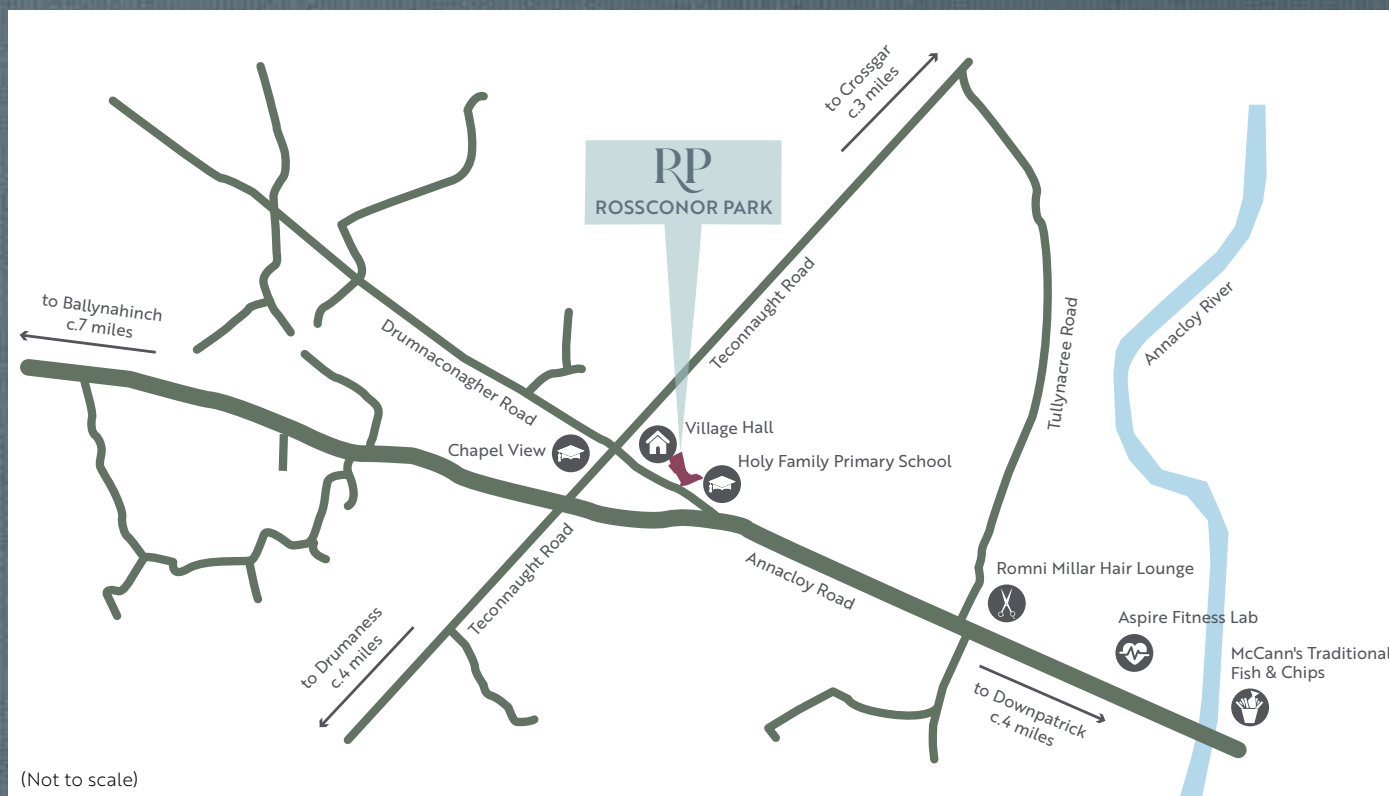 to Crossgar
c.3 miles
RP
ROSSCONOR PARK
Teconnaught Road
Annacloy River
to Ballynahinch
c.7 miles
Drumnaconagher Road
Tullynacree Road
Village Hall
Chapel View
Holy Family Primary School
Teconnaught Road
Annacloy Road
Romni Millar Hair Lounge
Aspire Fitness Lab
to Drumaness
c.4 miles
McCann's Traditional
Fish & Chips
to Downpatrick
c.4 miles
(Not to scale)